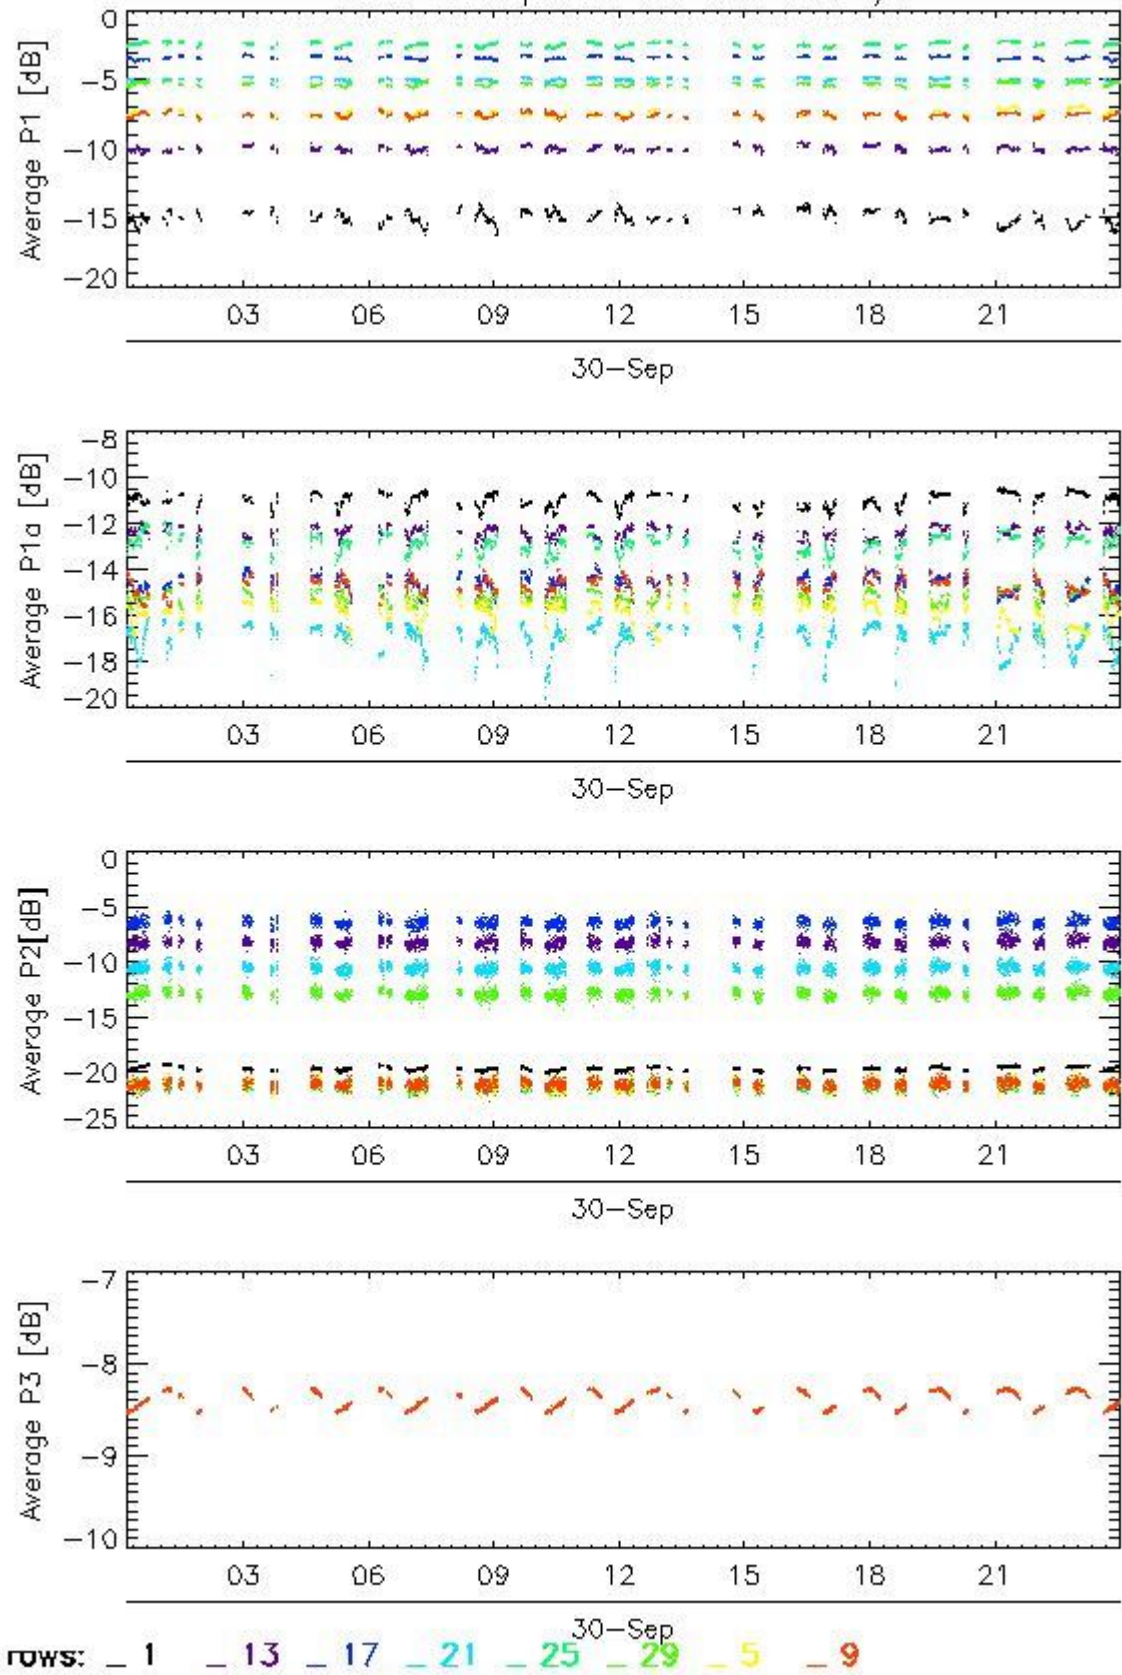 0
−5
−10
−15
−20
Average P1 [dB]
03 06 09 12 15 18 21
30−Sep
−8
−10
−12
−14
−16
−18
−20
Average P1a [dB]
03 06 09 12 15 18 21
30−Sep
0
−5
−10
−15
−20
−25
Average P2[dB]
03 06 09 12 15 18 21
30−Sep
−7
−8
−9
−10
Average P3 [dB]
03 06 09 12 15 18 21
30−Sep
rows: _ 1 _ 13 _ 17 _ 21 _ 25 _ 29 _ 5 _ 9